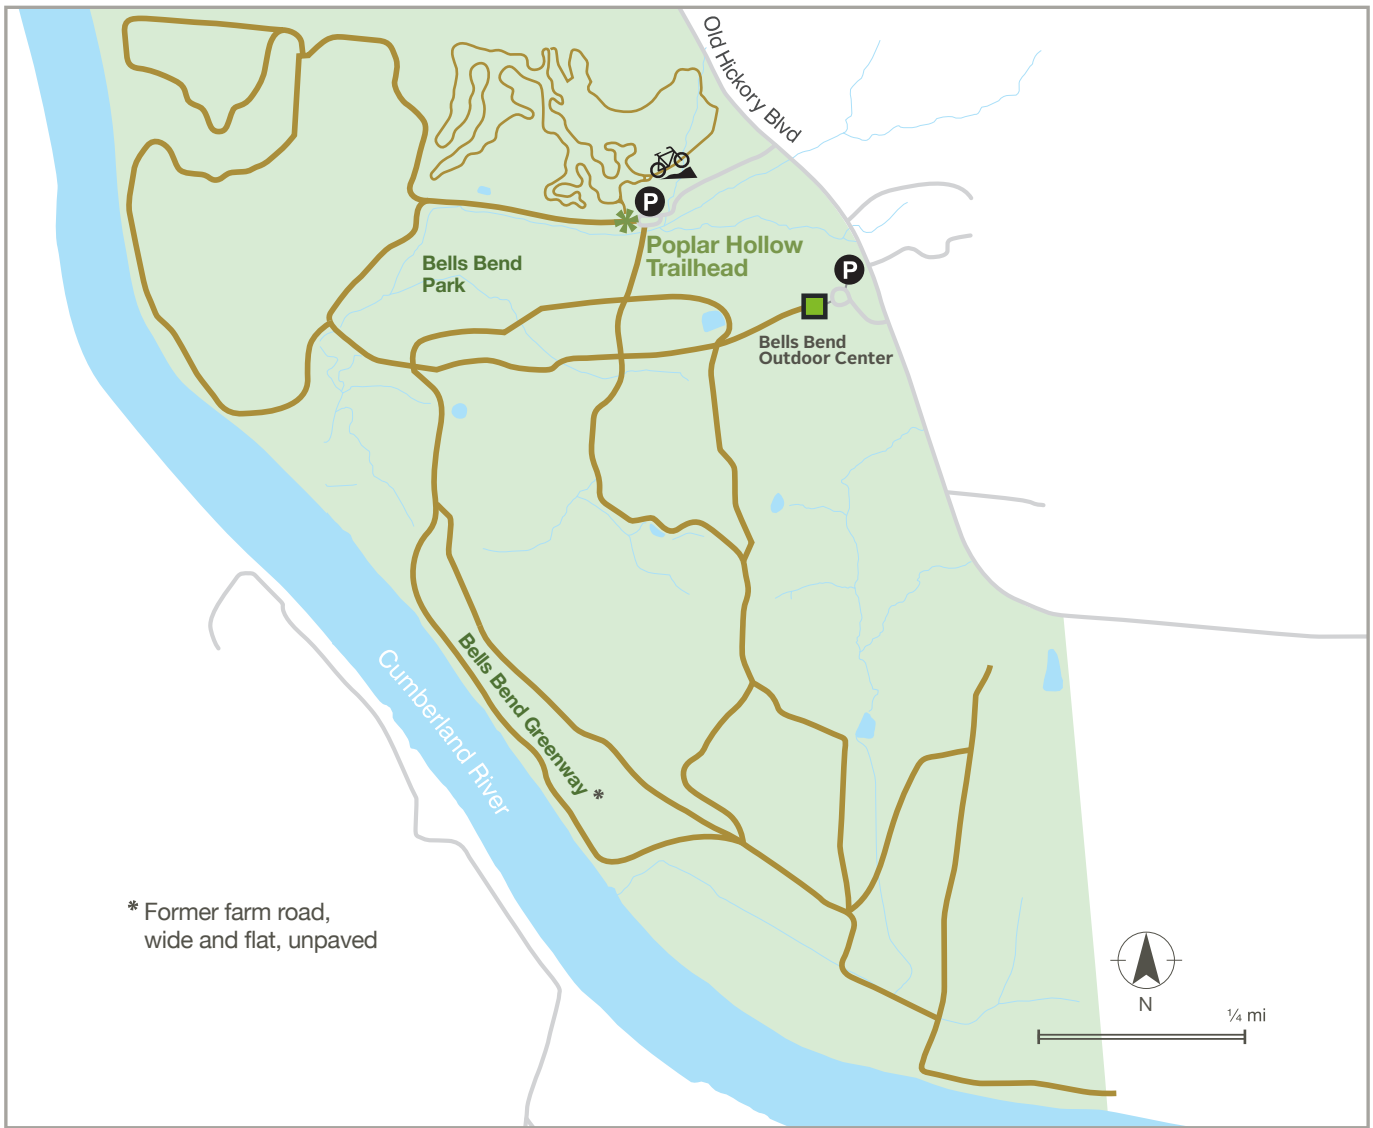 Old Hickory Blvd
P
Poplar Hollow
Trailhead
Bells Bend
Park
P
Bells Bend
Outdoor Center
Bells Bend Greenway *
Cumberland River
* Former farm road,
wide and flat, unpaved
N
¼ mi